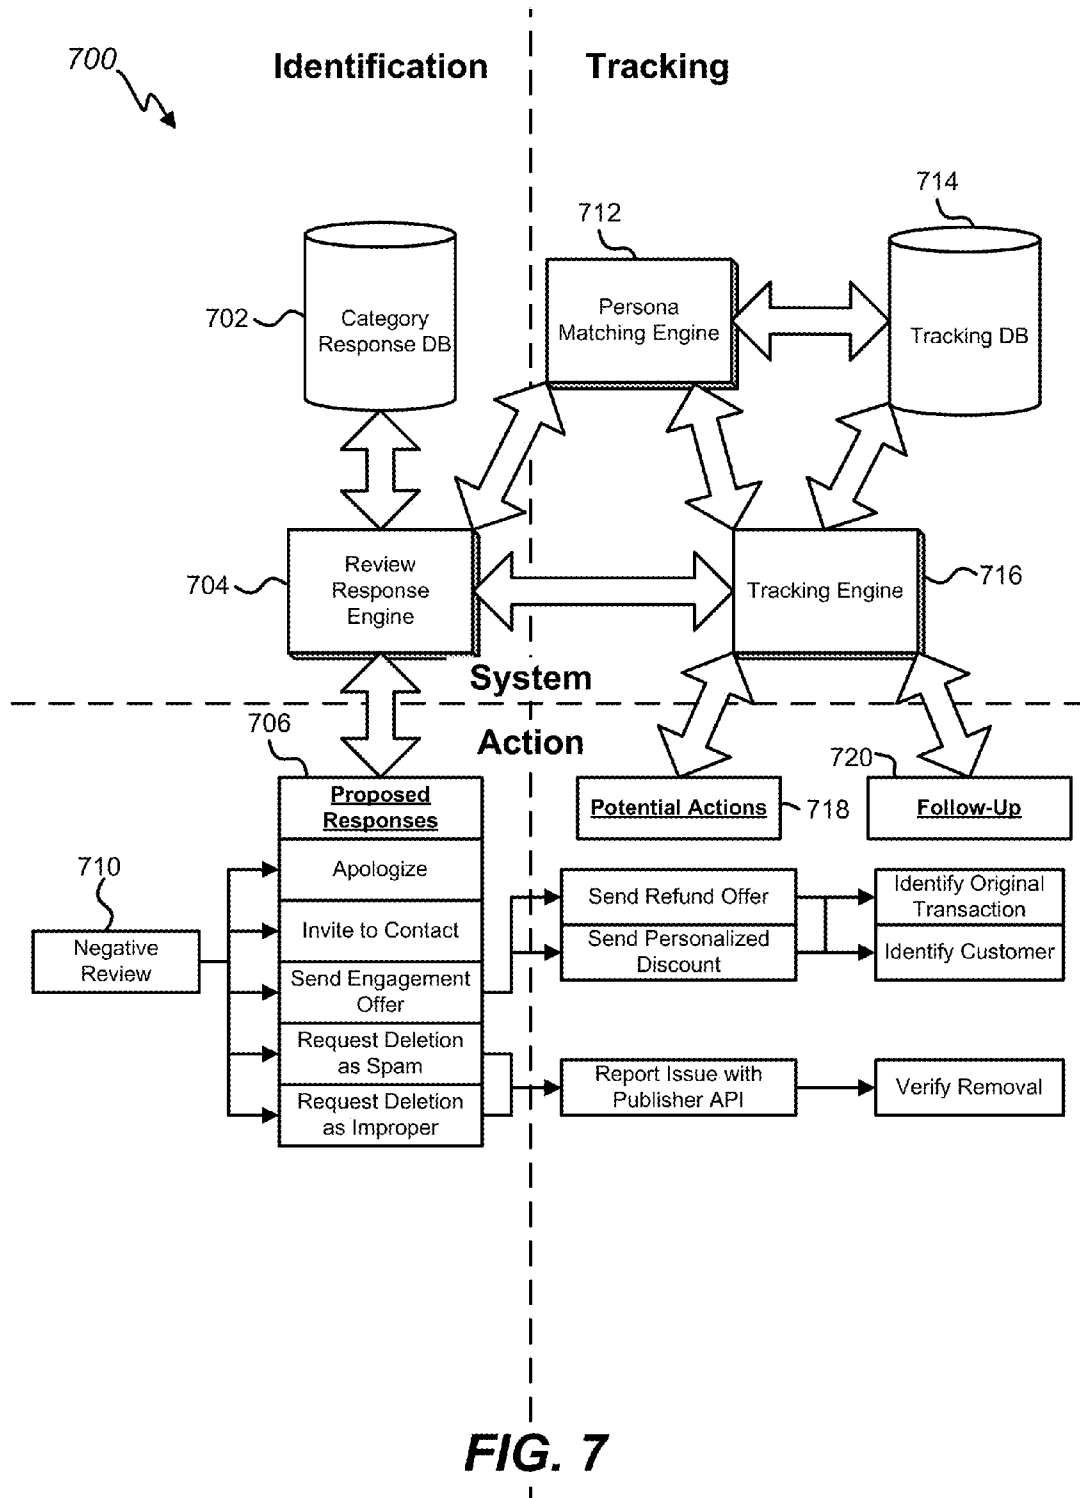 700
Identification
Tracking
714
712
702
Category
Response DB
Persona
Matching Engine
Tracking DB
704
Review
Response
Engine
Tracking Engine
716
System
Action
706
720
Proposed
Responses
Potential Actions
718
Follow-Up
710
Negative
Review
Apologize
Invite to Contact
Send Engagement
Offer
Request Deletion
as Spam
Request Deletion
as Improper
Send Refund Offer
Send Personalized
Discount
Report Issue with
Publisher API
Identify Original
Transaction
Identify Customer
Verify Removal
FIG. 7